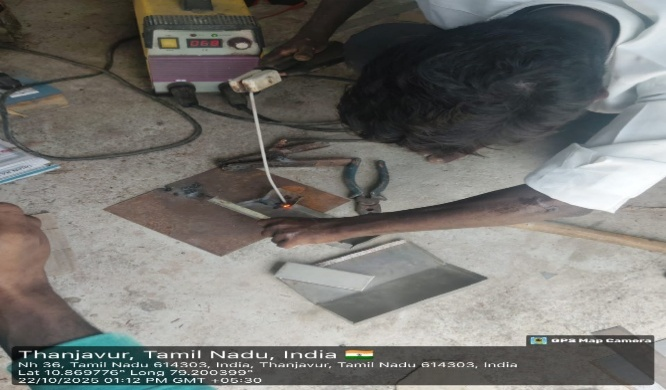 069
GPS Map Camera
Thanjavur, Tamil Nadu, India 🇮🇳
Nh 36, Tamil Nadu 614303, India, Thanjavur, Tamil Nadu 614303, India
Lat 10.869776° Long 79.200399°
22/10/2025 01:12 PM GMT +05:30